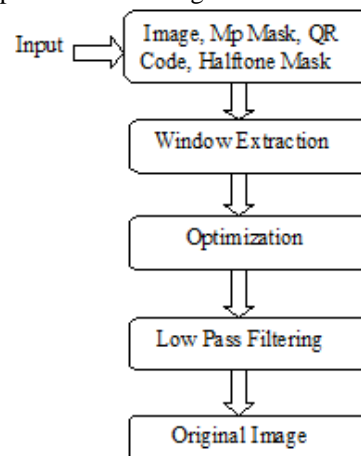 Input
Image, Mp Mask, QR
Code, Halftone Mask
Window Extraction
Optimization
Low Pass Filtering
Original Image